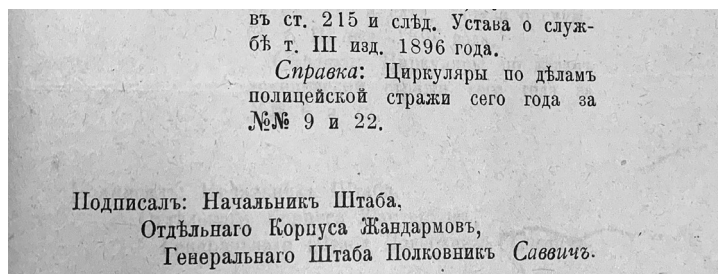 въ ст. 215 и слѣд. Устава о служ-
бѣ т. III изд. 1896 года.
Справка: Циркуляры по дѣламъ
полицейской стражи сего года за
№№ 9 и 22.
Подписалъ: Начальникъ Штаба,
Отдѣльнаго Корпуса Жандармовъ,
Генеральнаго Штаба Полковникъ Саввичъ.